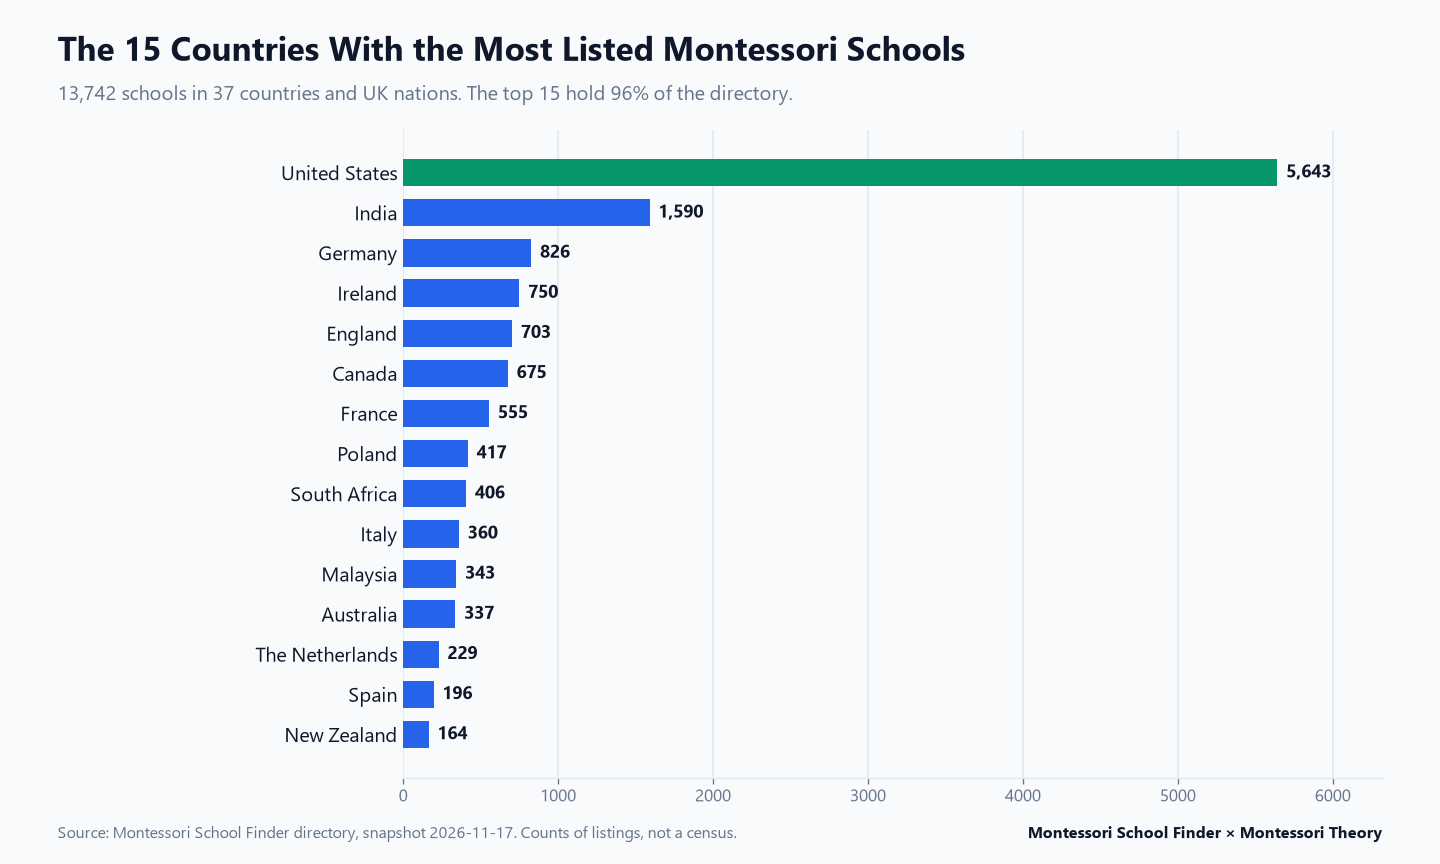 The 15 Countries With the Most Listed Montessori Schools
13,742 schools in 37 countries and UK nations. The top 15 hold 96% of the directory.
United States 5,643
India 1,590
Germany 826
Ireland 750
England 703
Canada 675
France 555
Poland 417
South Africa 406
Italy 360
Malaysia 343
Australia 337
The Netherlands 229
Spain 196
New Zealand 164
0 1000 2000 3000 4000 5000 6000
Source: Montessori School Finder directory, snapshot 2026-11-17. Counts of listings, not a census.
Montessori School Finder × Montessori Theory